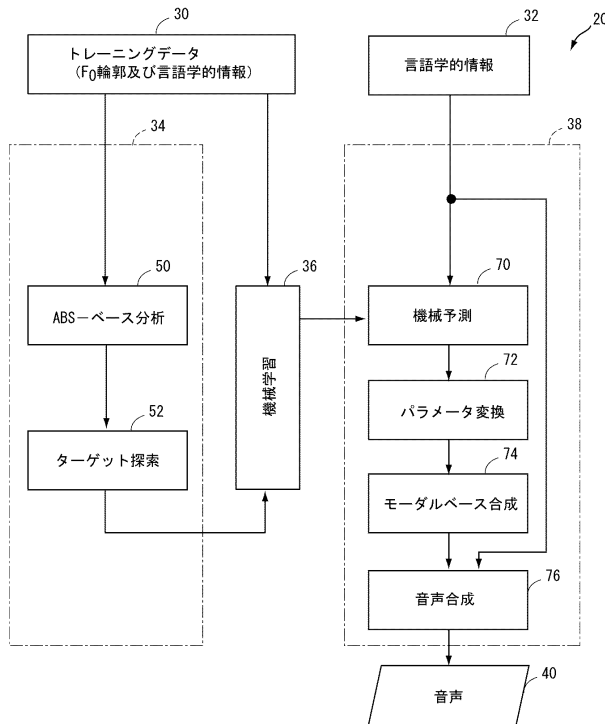 30
トレーニングデータ
（F0輪郭及び言語学的情報）
32
言語学的情報
20
34
38
50
ABS－ベース分析
36
機械学習
70
機械予測
52
ターゲット探索
72
パラメータ変換
74
モーダルベース合成
76
音声合成
40
音声